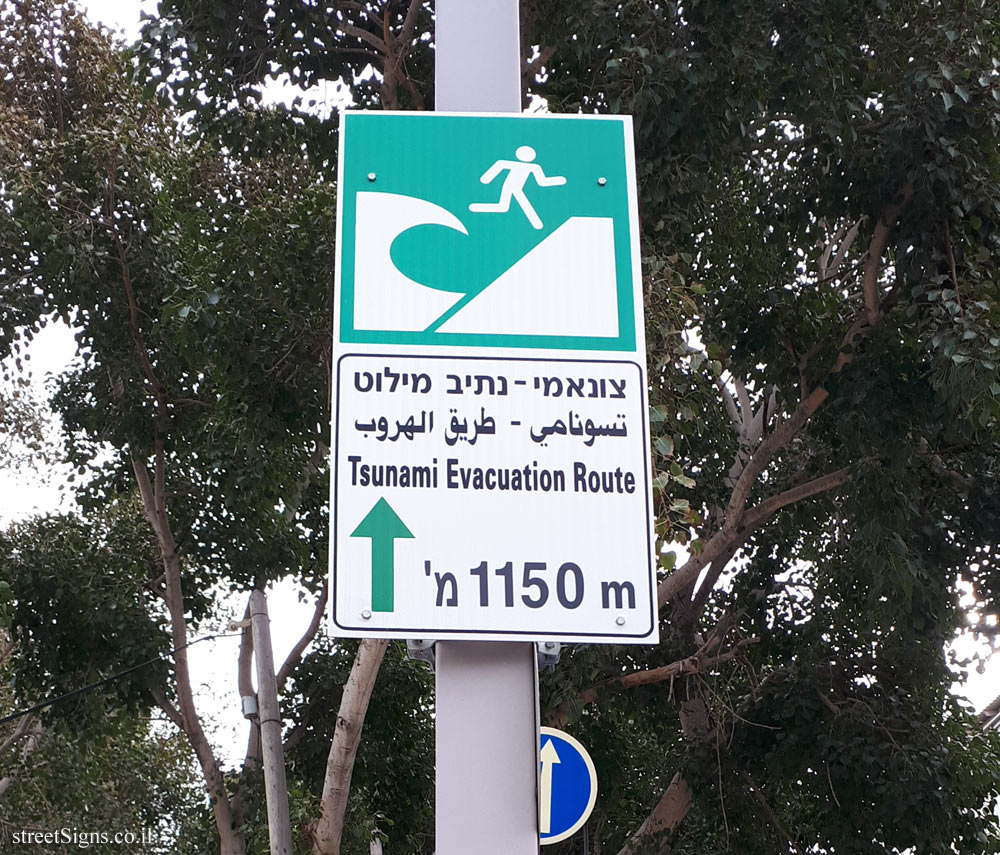 צונאמי - נתיב מילוט
تسونامي - طريق الهروب
Tsunami Evacuation Route
מ' 1150 m
streetSigns.co.il